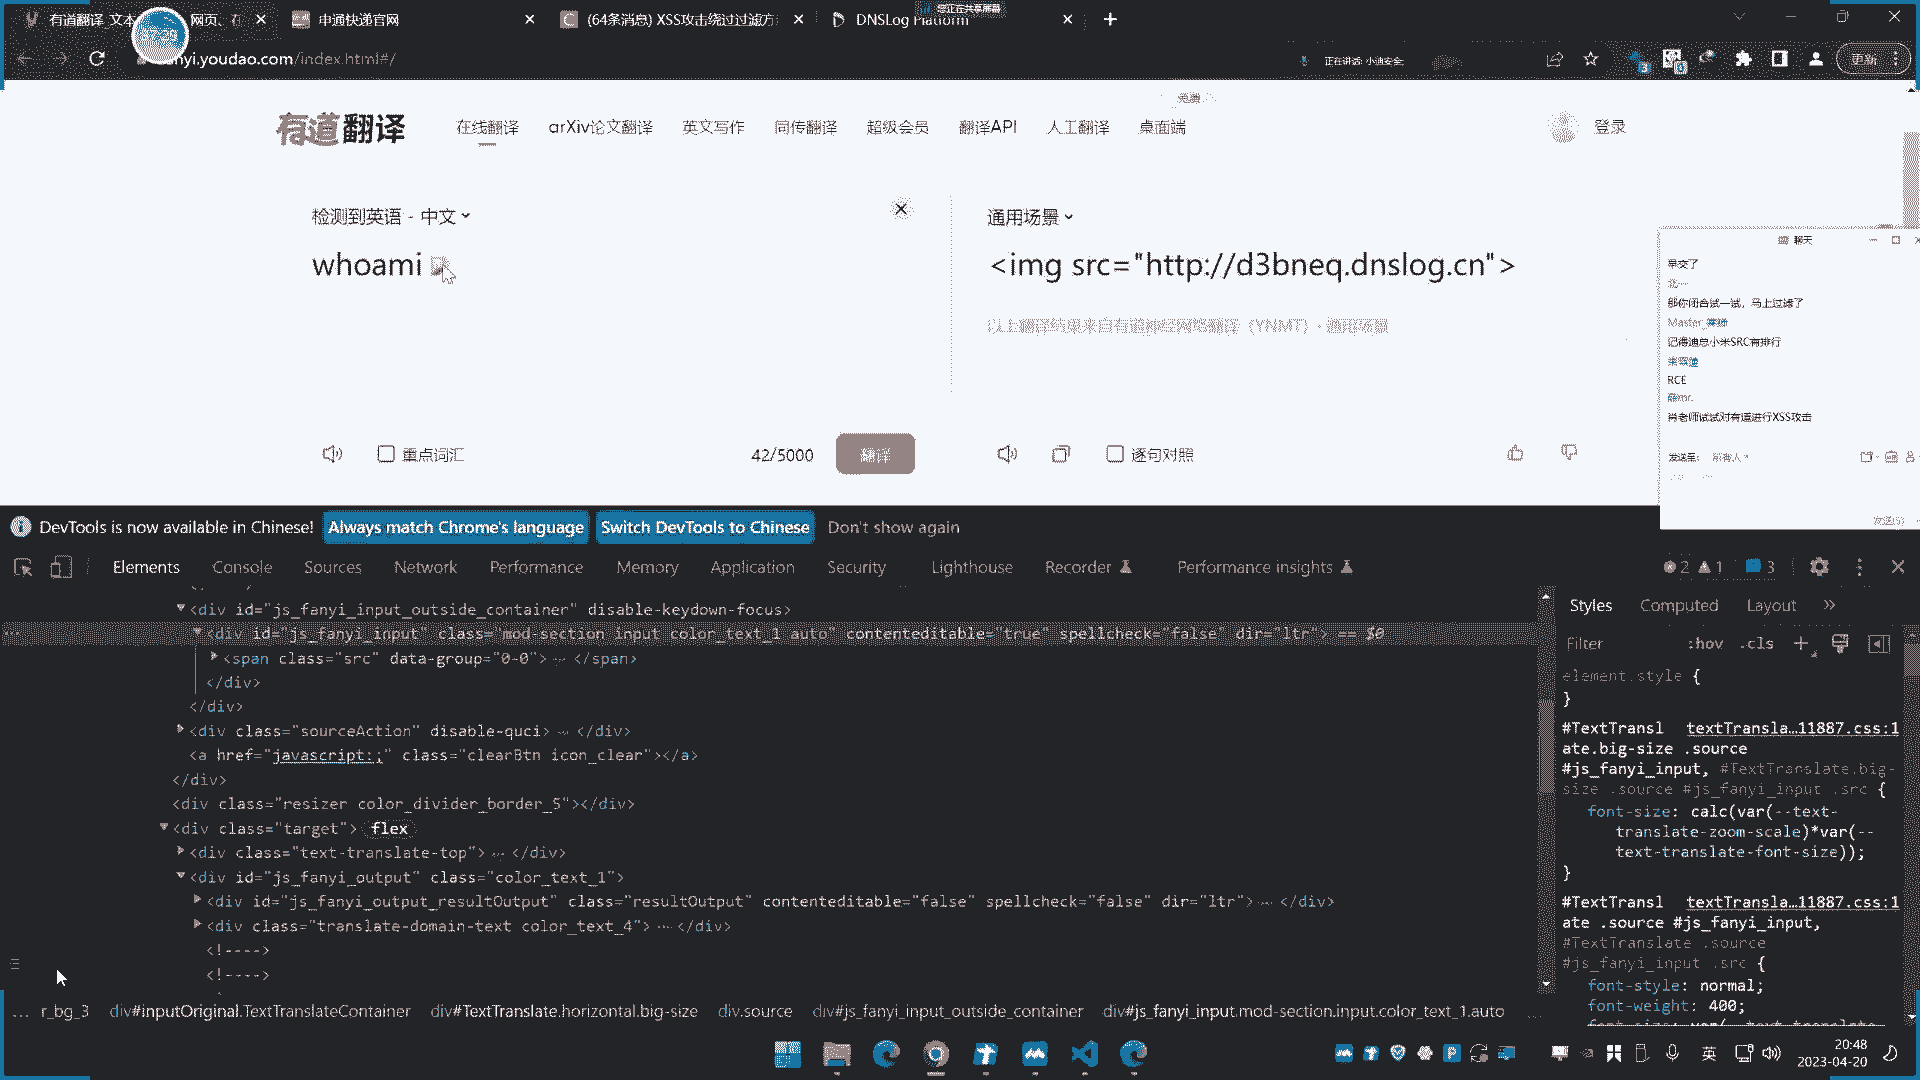 有道翻译_文本
网页、在
申通快递官网
(64条消息) XSS攻击绕过过滤方
DNSLog Platform
您正在共享屏幕
17:29
nyi.youdao.com/index.html#/
正在讲话: 小迪安全;
更新
免费
有道翻译
在线翻译
arXiv论文翻译
英文写作
同传翻译
超级会员
翻译API
人工翻译
桌面端
登录
检测到英语 - 中文
通用场景
whoami
<img src="http://d3bneq.dnslog.cn">
以上翻译结果来自有道神经网络翻译（YNMT）· 通用场景
重点词汇
42/5000
翻译
逐句对照
聊天
早交了
部你闭合试一试，马上过滤了
记得迪总小米SRC有排行
RCE
肖老师试试对有道进行XSS攻击
发送至:
所有人
DevTools is now available in Chinese!
Always match Chrome's language
Switch DevTools to Chinese
Don't show again
Elements
Console
Sources
Network
Performance
Memory
Application
Security
Lighthouse
Recorder
Performance insights
2
1
3
<div id="js_fanyi_input_outside_container" disable-keydown-focus>
<div id="js_fanyi_input" class="mod-section input color_text_1 auto" contenteditable="true" spellcheck="false" dir="ltr"> == $0
<span class="src" data-group="0-0">…</span>
</div>
</div>
<div class="sourceAction" disable-quci>…</div>
<a href="javascript:;" class="clearBtn icon_clear"></a>
</div>
<div class="resizer color_divider_border_5"></div>
<div class="target> flex
<div class="text-translate-top">…</div>
<div id="js_fanyi_output" class="color_text_1">
<div id="js_fanyi_output_resultOutput" class="resultOutput" contenteditable="false" spellcheck="false" dir="ltr">…</div>
<div class="translate-domain-text color_text_4">…</div>
<!---->
<!---->
... r_bg_3
div#inputOriginal.TextTranslateContainer
div#TextTranslate.horizontal.big-size
div.source
div#js_fanyi_input_outside_container
div#js_fanyi_input.mod-section.input.color_text_1.auto
Styles
Computed
Layout
Filter
:hov
.cls
element.style {
}
#TextTransl textTransla…11887.css:1
ate.big-size .source
#js_fanyi_input, #TextTranslate.big-
size .source #js_fanyi_input .src {
font-size: calc(var(--text-
translate-zoom-scale)*var(--
text-translate-font-size));
}
#TextTransl textTransla…11887.css:1
ate .source #js_fanyi_input,
#TextTranslate .source
#js_fanyi_input .src {
font-style: normal;
font-weight: 400;
英
20:48
2023-04-20